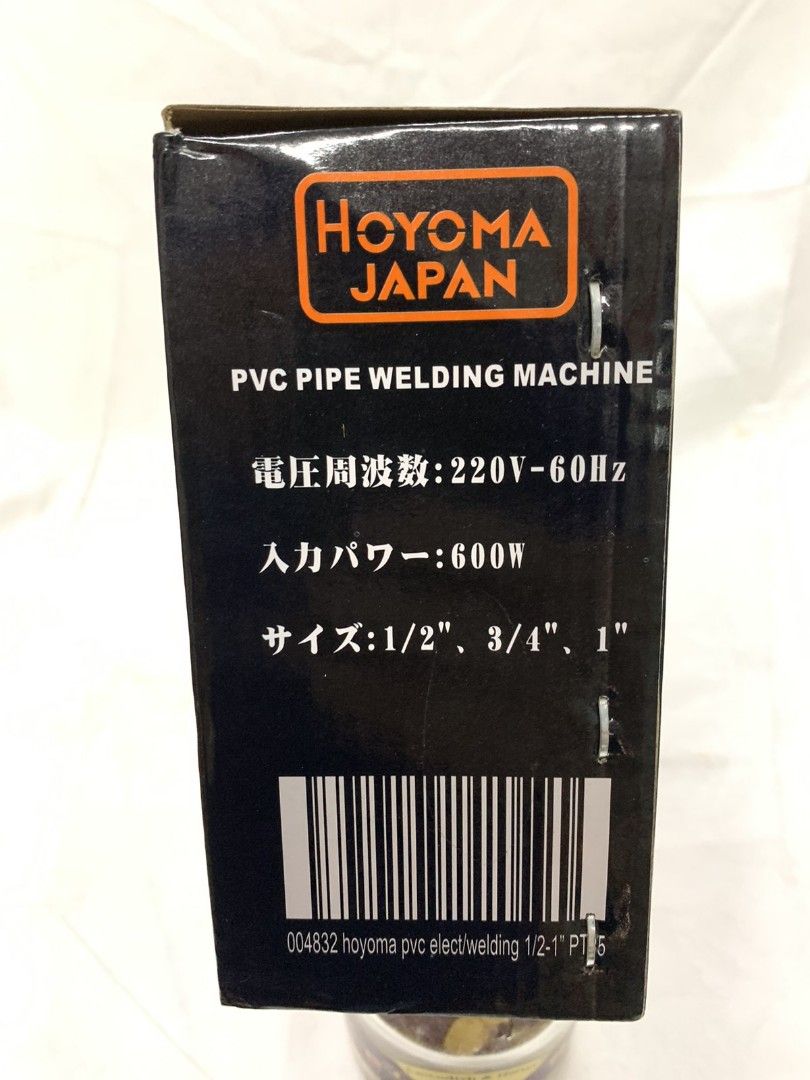 HOYOMA
JAPAN
PVC PIPE WELDING MACHINE
電圧周波数:220V-60Hz
入力パワー:600W
サイズ:1/2"、3/4"、1"
004832 hoyoma pvc elect/welding 1/2-1"